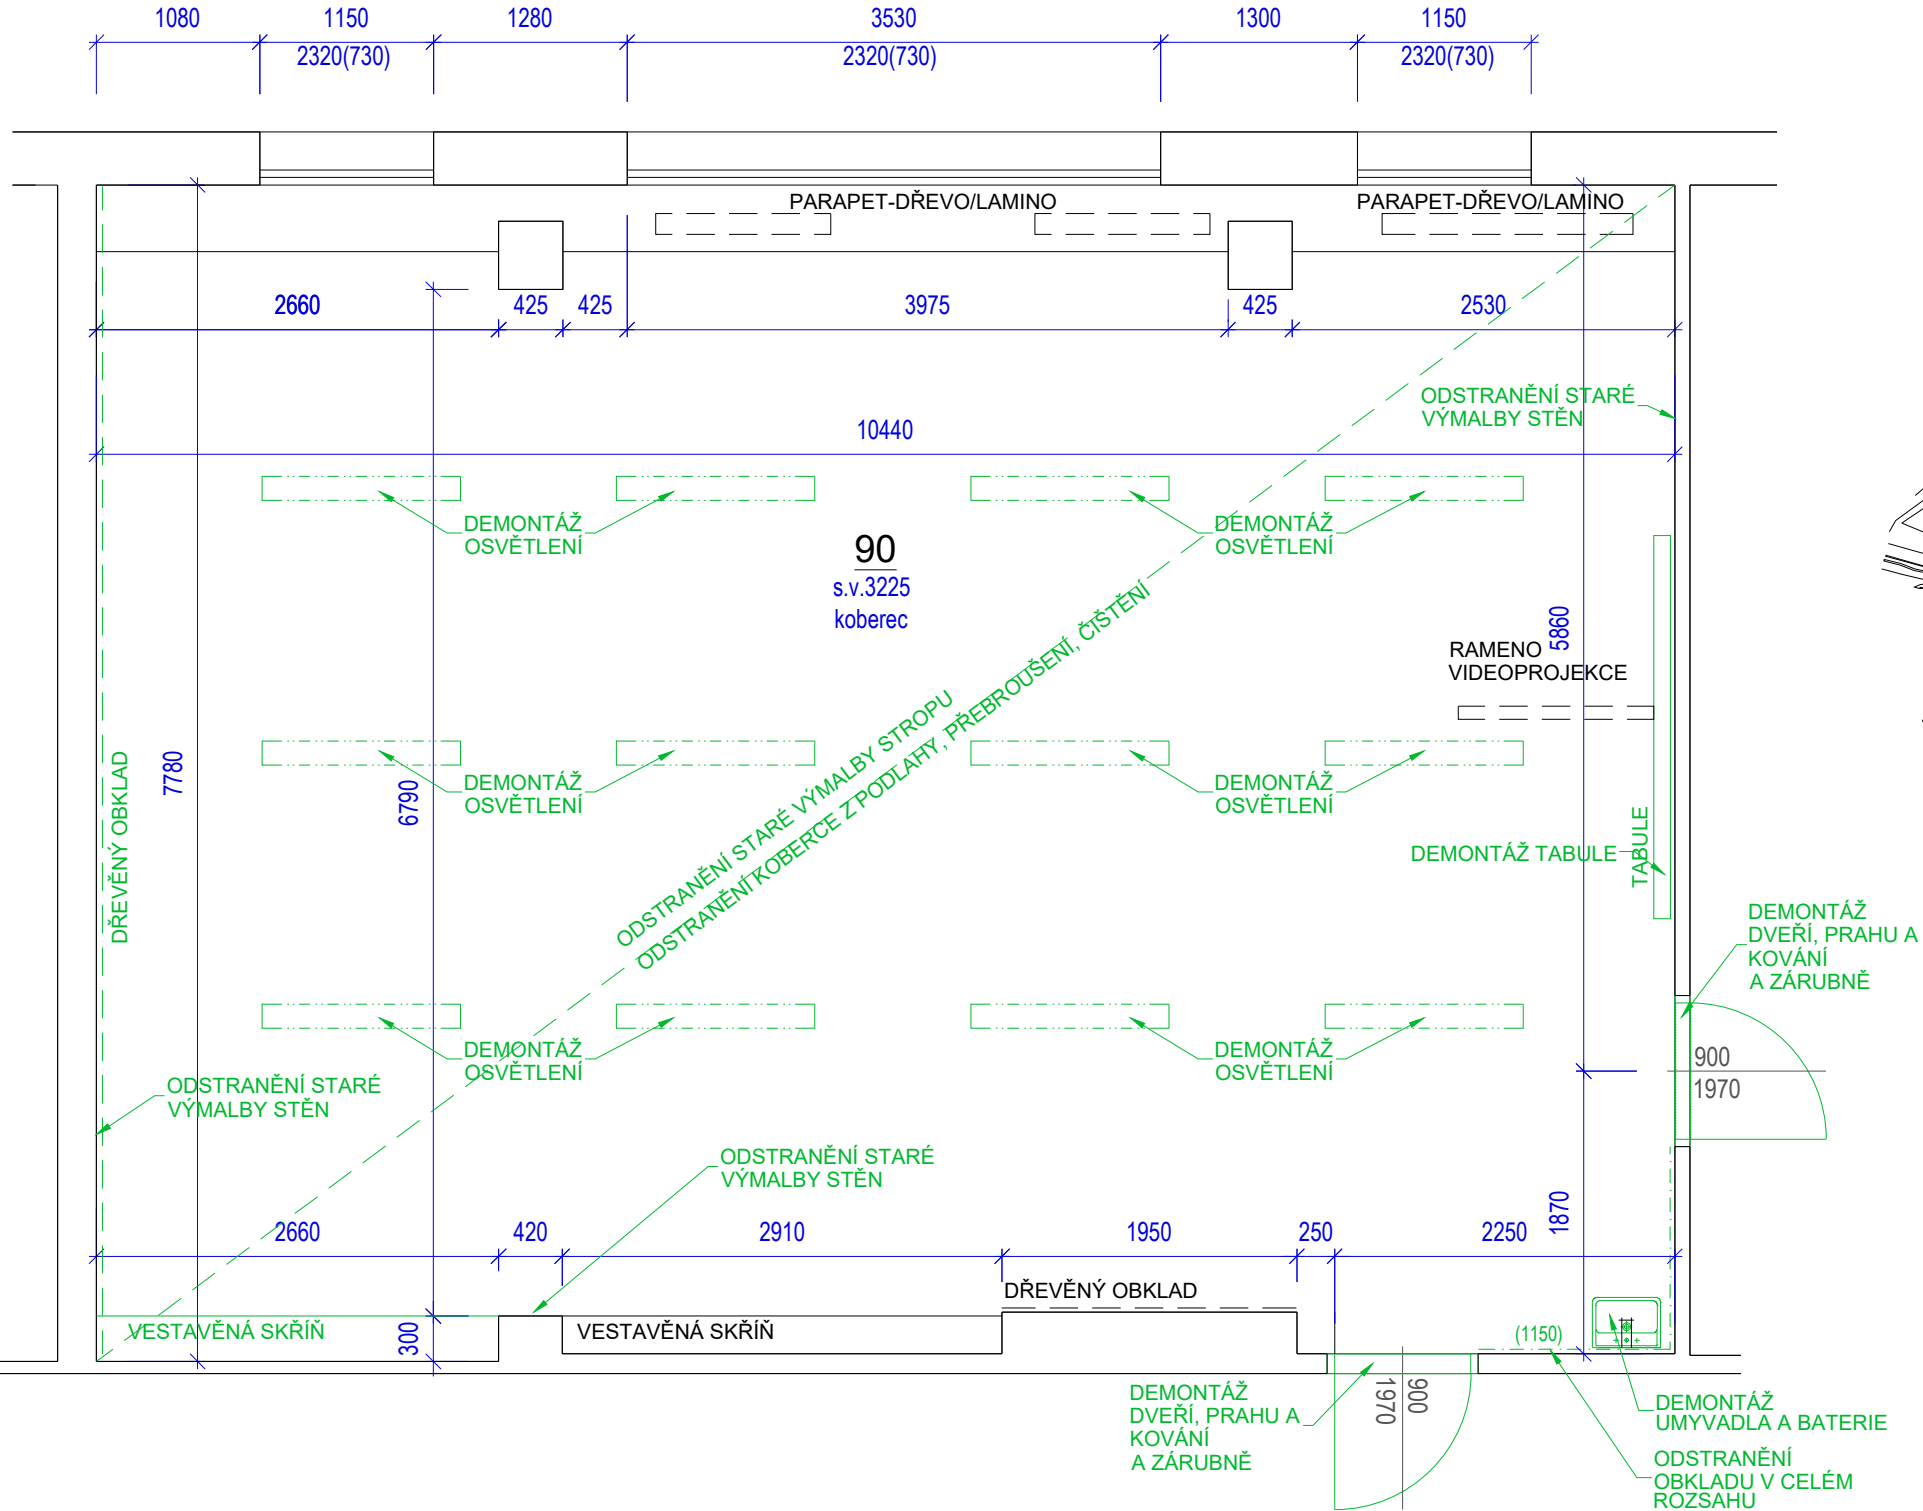 1080
1150
1280
3530
1300
1150
2320(730)
2320(730)
2320(730)
PARAPET-DŘEVO/LAMINO
PARAPET-DŘEVO/LAMINO
2660
425
425
3975
425
2530
ODSTRANĚNÍ STARÉ
VÝMALBY STĚN
10440
DEMONTÁŽ
OSVĚTLENÍ
DEMONTÁŽ
OSVĚTLENÍ
90
s.v.3225
koberec
5860
RAMENO
VIDEOPROJEKCE
ODSTRANĚNÍ STARÉ VÝMALBY STROPU
ODSTRANĚNÍ KOBERCE Z PODLAHY, PŘEBROUŠENÍ, ČIŠTĚNÍ
DŘEVĚNÝ OBKLAD
7780
6790
DEMONTÁŽ
OSVĚTLENÍ
DEMONTÁŽ
OSVĚTLENÍ
DEMONTÁŽ TABULE
TABULE
DEMONTÁŽ
DVEŘÍ, PRAHU A
KOVÁNÍ
A ZÁRUBNĚ
DEMONTÁŽ
OSVĚTLENÍ
DEMONTÁŽ
OSVĚTLENÍ
900
1970
ODSTRANĚNÍ STARÉ
VÝMALBY STĚN
ODSTRANĚNÍ STARÉ
VÝMALBY STĚN
1870
2660
420
2910
1950
250
2250
DŘEVĚNÝ OBKLAD
VESTAVĚNÁ SKŘÍŇ
300
VESTAVĚNÁ SKŘÍŇ
(1150)
900
1970
DEMONTÁŽ
DVEŘÍ, PRAHU A
KOVÁNÍ
A ZÁRUBNĚ
DEMONTÁŽ
UMYVADLA A BATERIE
ODSTRANĚNÍ
OBKLADU V CELÉM
ROZSAHU